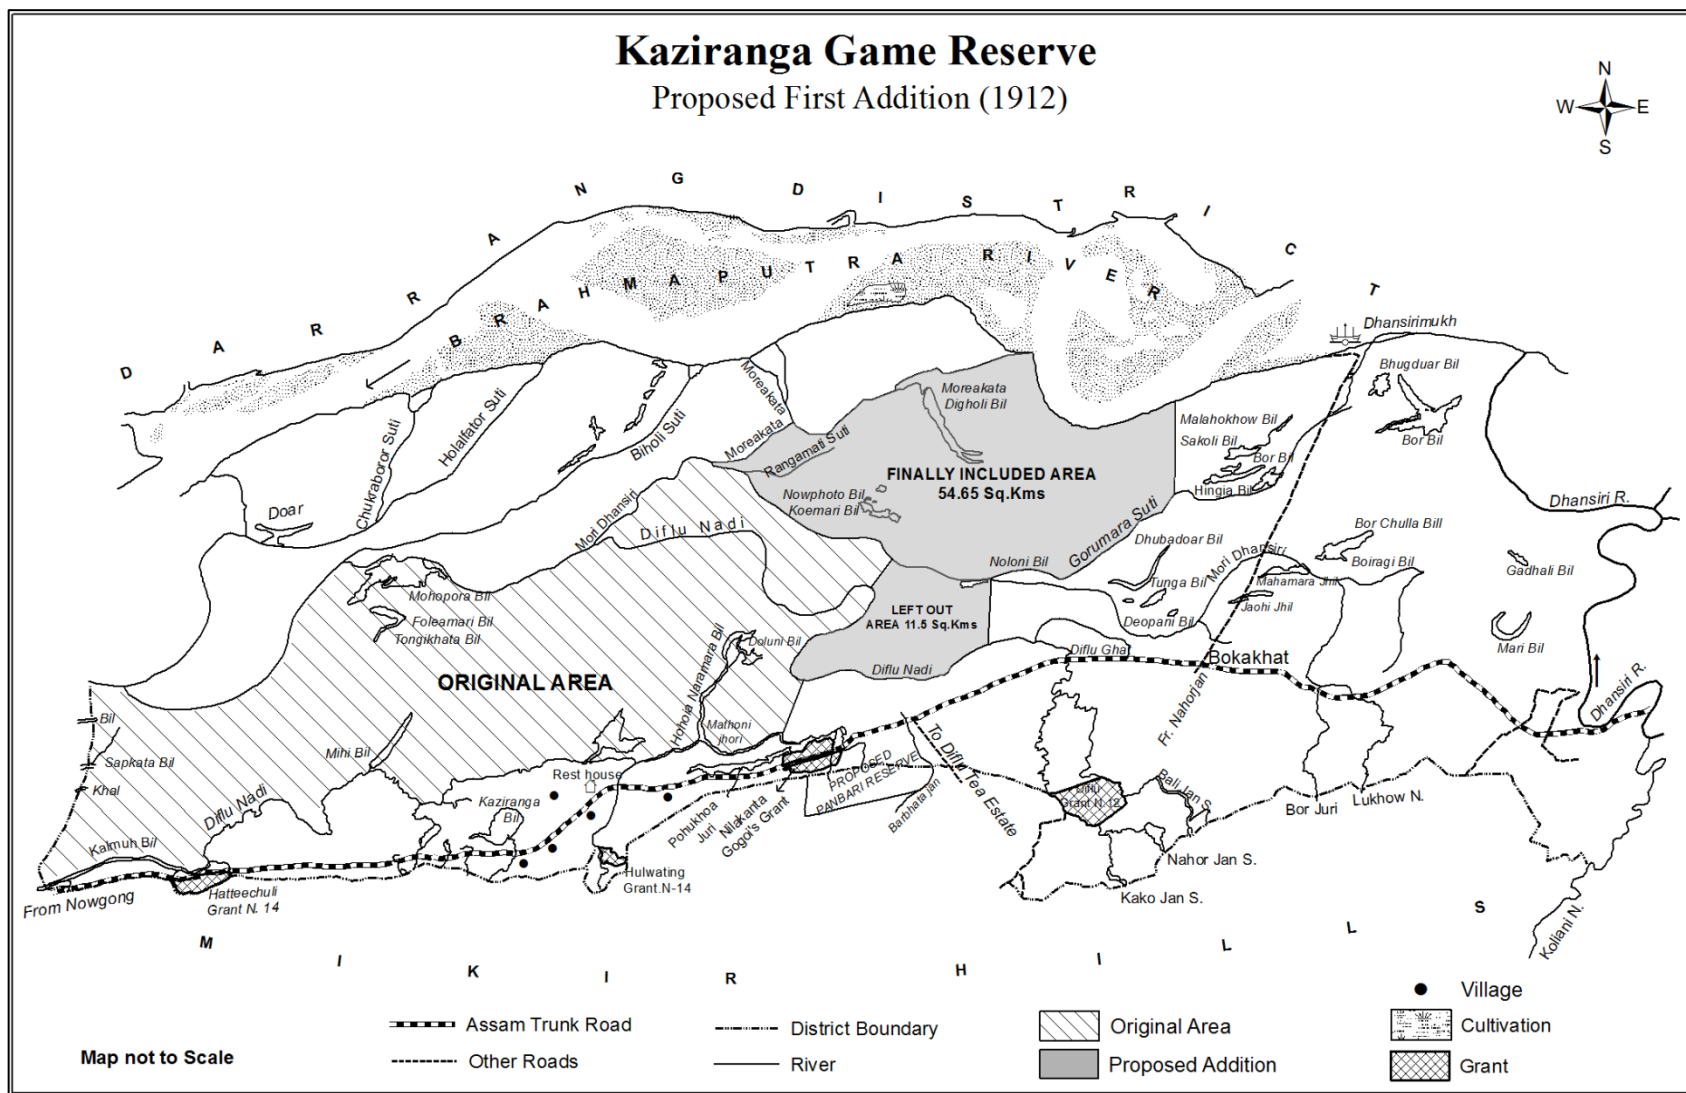 Kaziranga Game Reserve
Proposed First Addition (1912)
N
W E
S
DARRANG DISTRICT
BRAHMAPUTRA RIVER
Dhansirimukh
Bhugduar Bil
Bor Bil
Moreakata
Digholi Bil
Malahokhow Bil
Sakoli Bil
Bor Bil
Hingia Bil
Moreakata
Moreakata
Rangamati Suti
Holalfator Suti
Chukraboror Suti
Biholi Suti
FINALLY INCLUDED AREA
54.65 Sq.Kms
Nowphoto Bil
Koemari Bil
Doar
Mori Dhansiri
Diflu Nadi
Gorumara Suti
Dhansiri R.
Bor Chulla Bill
Dhubadoar Bil
Noloni Bil
Mori Dhansiri
Boiragi Bil
Gadhali Bil
Tunga Bil
Mahamara Jhil
Jaohi Jhil
Deopani Bil
Mohopora Bil
Foleamari Bil
Tongikhata Bil
LEFT OUT
AREA 11.5 Sq.Kms
Doluni Bil
Hohoia Naramara Bil
Diflu Nadi
Diflu Ghat
Bokakhat
Mari Bil
ORIGINAL AREA
Dhansiri R.
Fr. Nahorjan
Bil
Mathoni
jhori
Mihi Bil
Sapkata Bil
Khal
Rest house
To Diflu Tea Estate
PROPOSED
PANBARI RESERVE
Diflu Nadi
Kaziranga
Bil
Pohukhoa
Juri
Nilakanta
Gogoi's Grant
Barbhata jan
Diflu
Grant N.12
Bali Jan S.
Bor Juri
Lukhow N.
Kalmuh Bil
Nahor Jan S.
Hulwating
Grant.N-14
Kako Jan S.
Hatteechuli
Grant N. 14
From Nowgong
Koliani N.
MIKIR HILLS
Map not to Scale
Assam Trunk Road
Other Roads
District Boundary
River
Original Area
Proposed Addition
Village
Cultivation
Grant